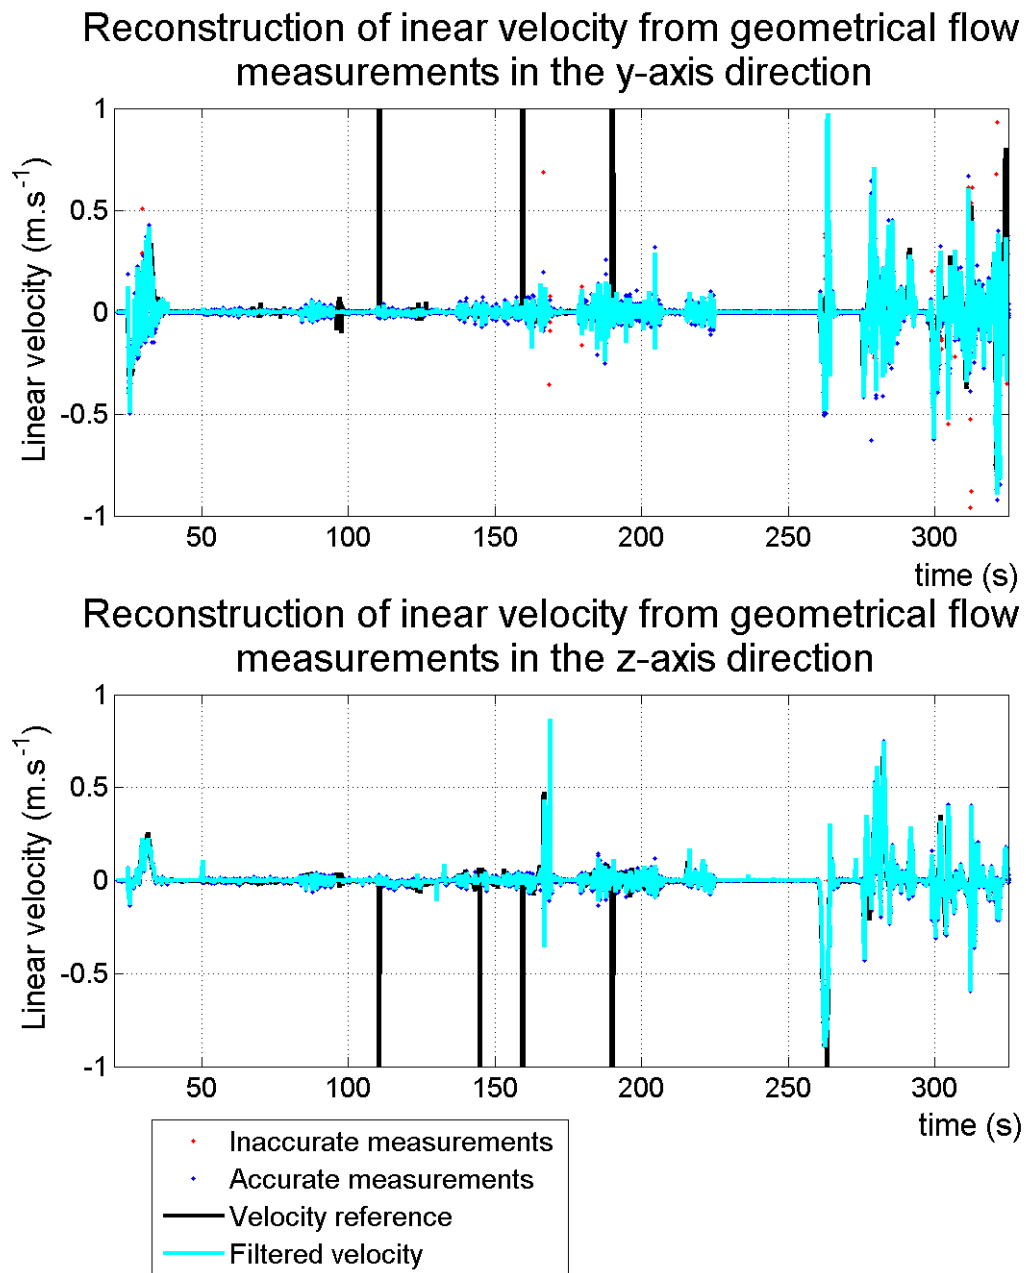 Reconstruction of inear velocity from geometrical flow
measurements in the y-axis direction
Linear velocity (m.s⁻¹)
1
0.5
0
-0.5
-1
50 100 150 200 250 300
time (s)
Reconstruction of inear velocity from geometrical flow
measurements in the z-axis direction
Linear velocity (m.s⁻¹)
1
0.5
0
-0.5
-1
50 100 150 200 250 300
time (s)
Inaccurate measurements
Accurate measurements
Velocity reference
Filtered velocity